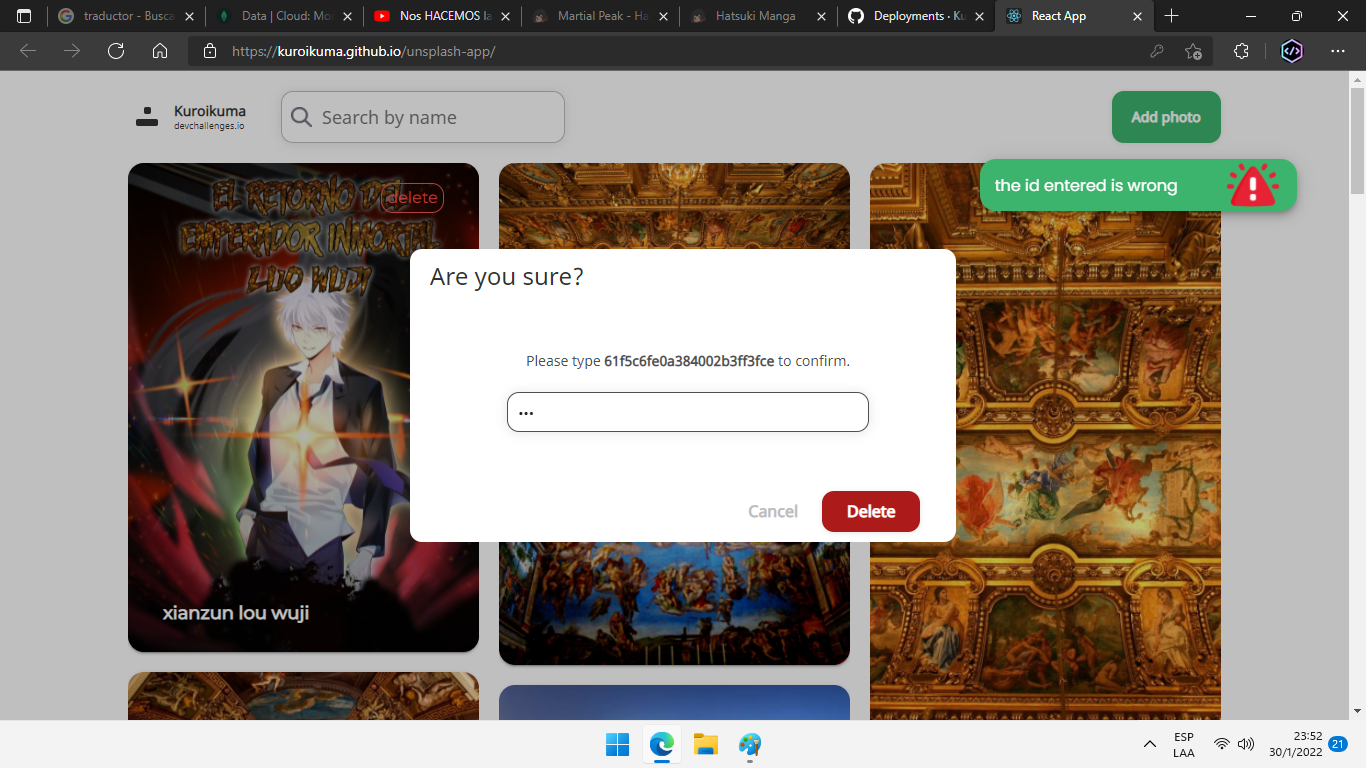 traductor - Busca
Data | Cloud: Mon
Nos HACEMOS la
Martial Peak - Ha
Hatsuki Manga
Deployments · Ku
React App
https://kuroikuma.github.io/unsplash-app/
Kuroikuma
devchallenges.io
Search by name
Add photo
EL RETORNO DEL
EMPERADOR INMORTAL
LUO WUJI
delete
the id entered is wrong
Are you sure?
Please type 61f5c6fe0a384002b3ff3fce to confirm.
•••
Cancel
Delete
xianzun lou wuji
ESP
LAA
23:52
30/1/2022
21